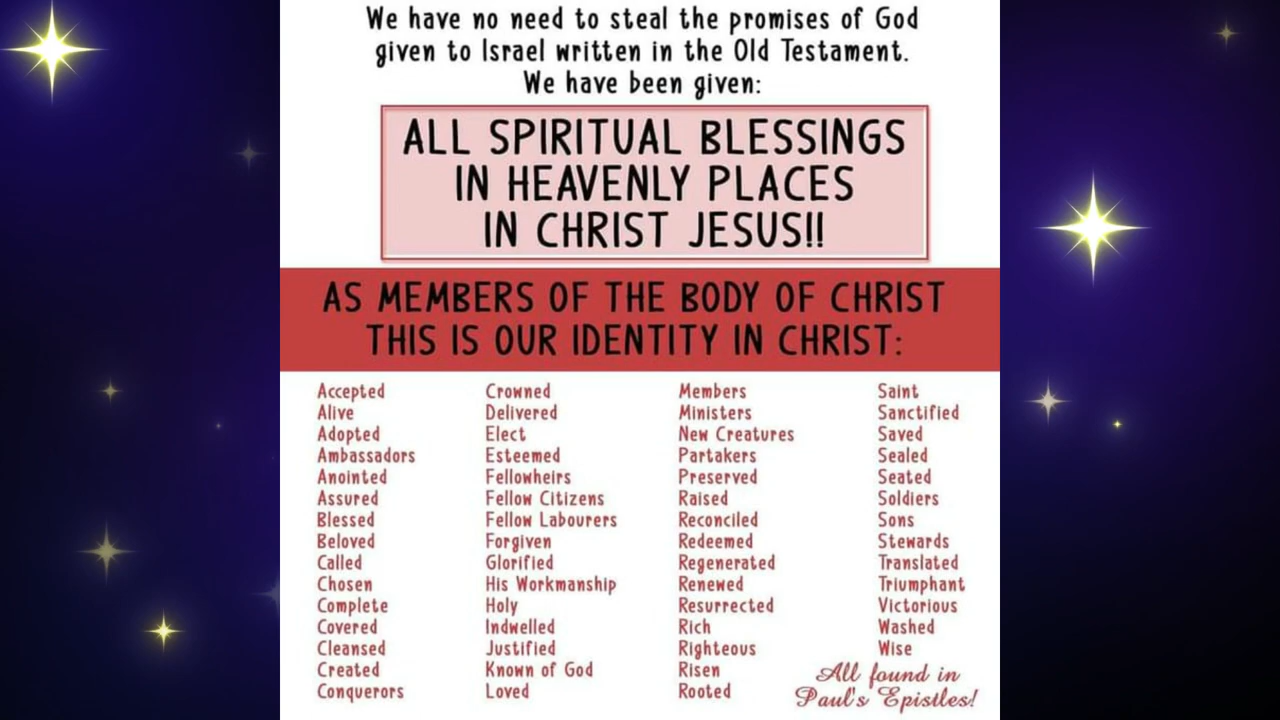 We have no need to steal the promises of God
given to Israel written in the Old Testament.
We have been given:
ALL SPIRITUAL BLESSINGS
IN HEAVENLY PLACES
IN CHRIST JESUS!!
AS MEMBERS OF THE BODY OF CHRIST
THIS IS OUR IDENTITY IN CHRIST:
Accepted
Alive
Adopted
Ambassadors
Anointed
Assured
Blessed
Beloved
Called
Chosen
Complete
Covered
Cleansed
Created
Conquerors
Crowned
Delivered
Elect
Esteemed
Fellowheirs
Fellow Citizens
Fellow Labourers
Forgiven
Glorified
His Workmanship
Holy
Indwelled
Justified
Known of God
Loved
Members
Ministers
New Creatures
Partakers
Preserved
Raised
Reconciled
Redeemed
Regenerated
Renewed
Resurrected
Rich
Righteous
Risen
Rooted
Saint
Sanctified
Saved
Sealed
Seated
Soldiers
Sons
Stewards
Translated
Triumphant
Victorious
Washed
Wise
All found in
Paul's Epistles!